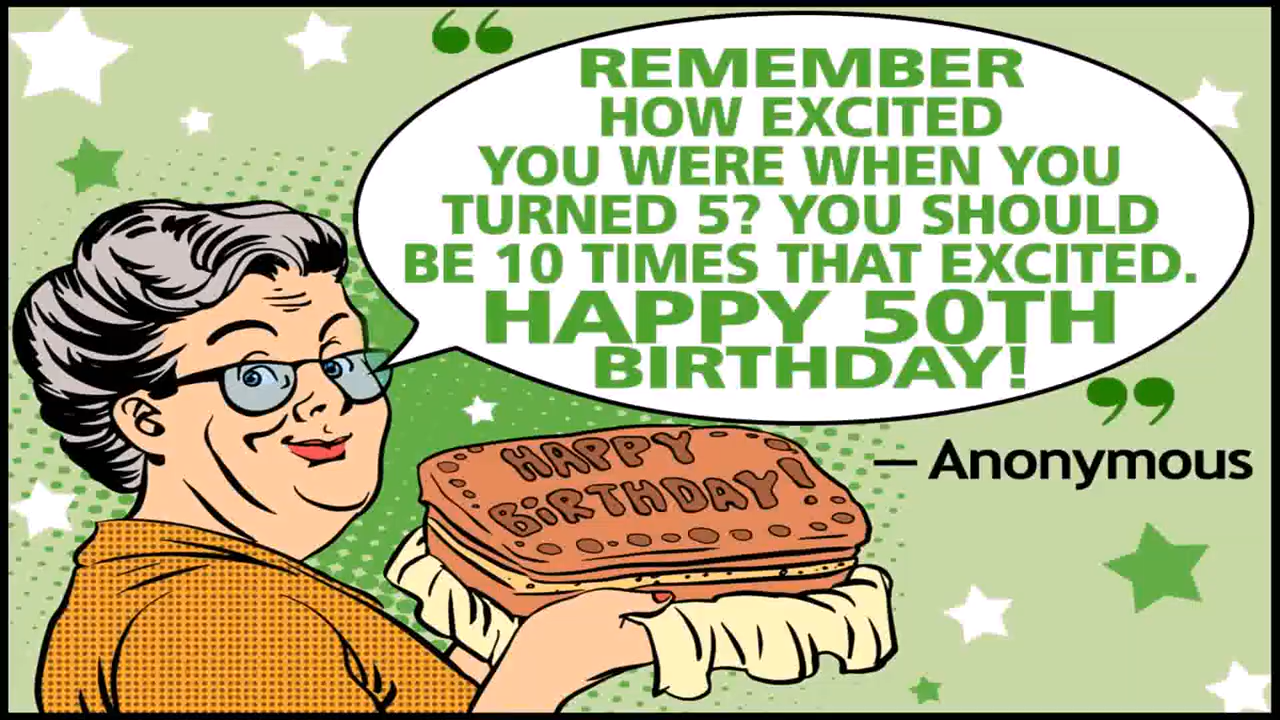 “
REMEMBER
HOW EXCITED
YOU WERE WHEN YOU
TURNED 5? YOU SHOULD
BE 10 TIMES THAT EXCITED.
HAPPY 50TH
BIRTHDAY!
”
— Anonymous
HAPPY
BiRTHDAY!